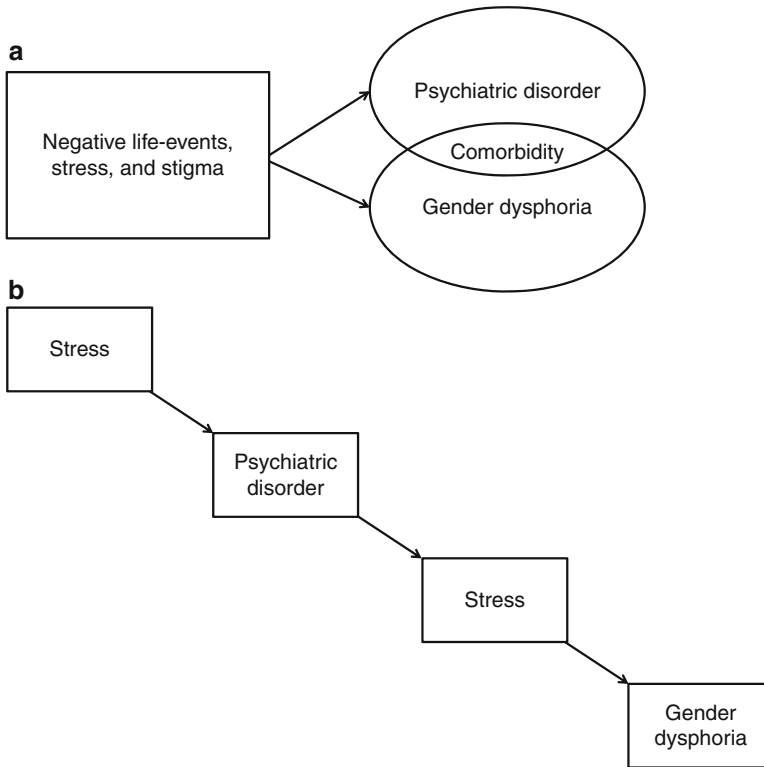 a
Negative life-events,
stress, and stigma
Psychiatric disorder
Comorbidity
Gender dysphoria
b
Stress
Psychiatric
disorder
Stress
Gender
dysphoria